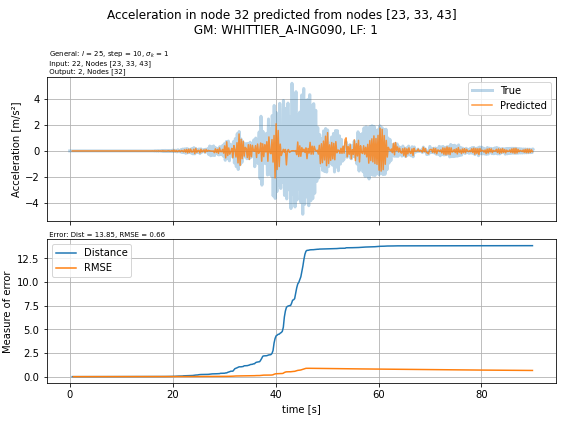 Acceleration in node 32 predicted from nodes [23, 33, 43]
GM: WHITTIER_A-ING090, LF: 1
General: l = 25, step = 10, σₖ = 1
Input: 22, Nodes [23, 33, 43]
Output: 2, Nodes [32]
True
Predicted
Acceleration [m/s²]
4
2
0
−2
−4
Error: Dist = 13.85, RMSE = 0.66
Distance
RMSE
Measure of error
12.5
10.0
7.5
5.0
2.5
0.0
0 20 40 60 80
time [s]